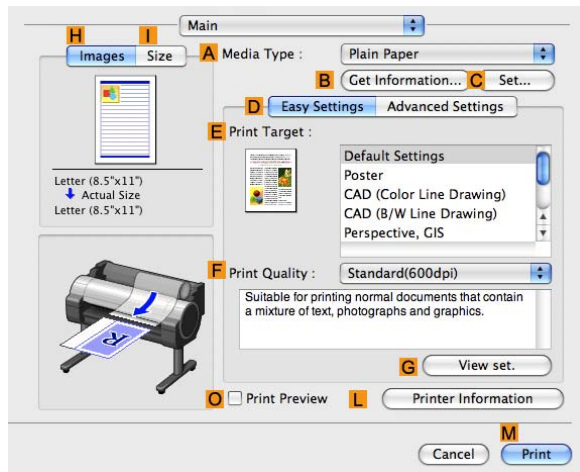 Main
H I
Images Size A Media Type : Plain Paper
B Get Information... C Set...
D Easy Settings Advanced Settings
E Print Target :
Default Settings
Poster
CAD (Color Line Drawing)
CAD (B/W Line Drawing)
Perspective, GIS
Letter (8.5"x11")
Actual Size
Letter (8.5"x11")
F Print Quality : Standard(600dpi)
Suitable for printing normal documents that contain
a mixture of text, photographs and graphics.
G View set.
O Print Preview L Printer Information
M
Cancel Print